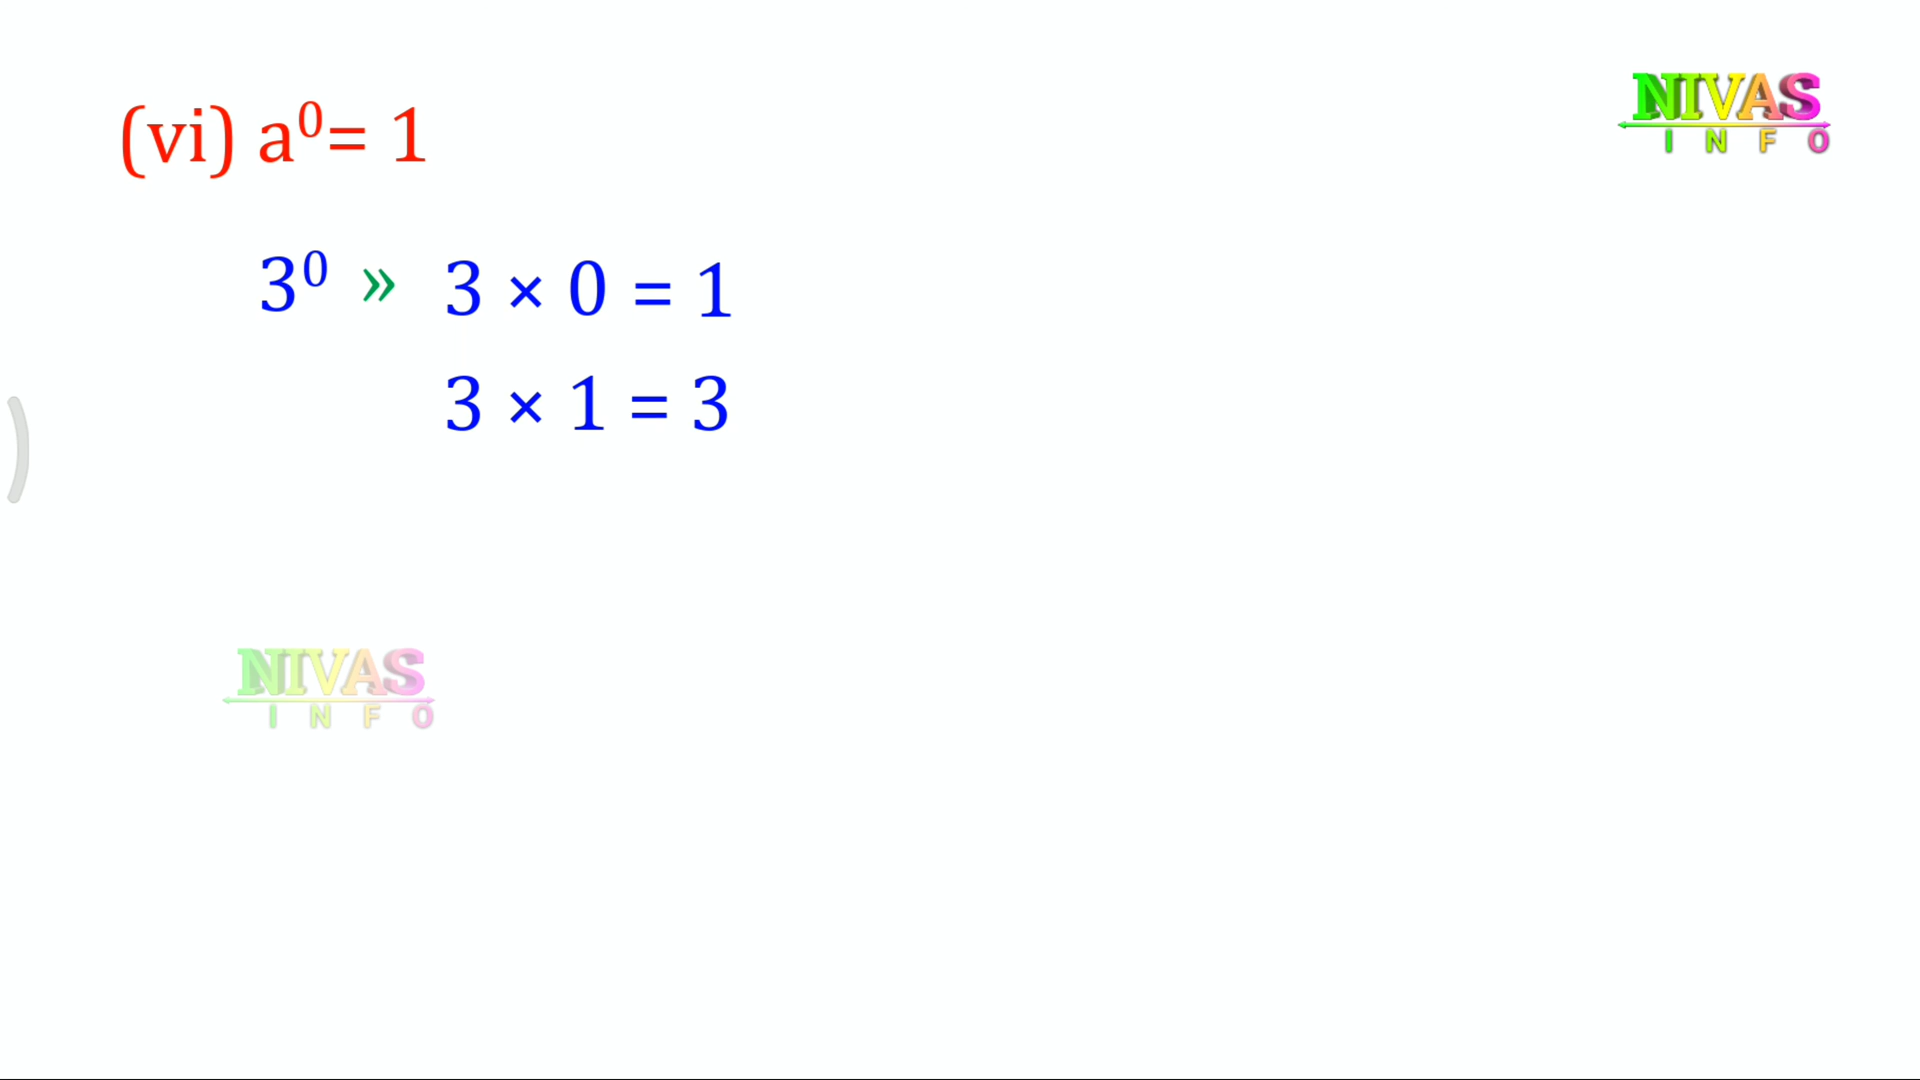 (vi) a⁰= 1
NIVAS
INFO
3⁰ » 3 × 0 = 1
3 × 1 = 3
NIVAS
INFO